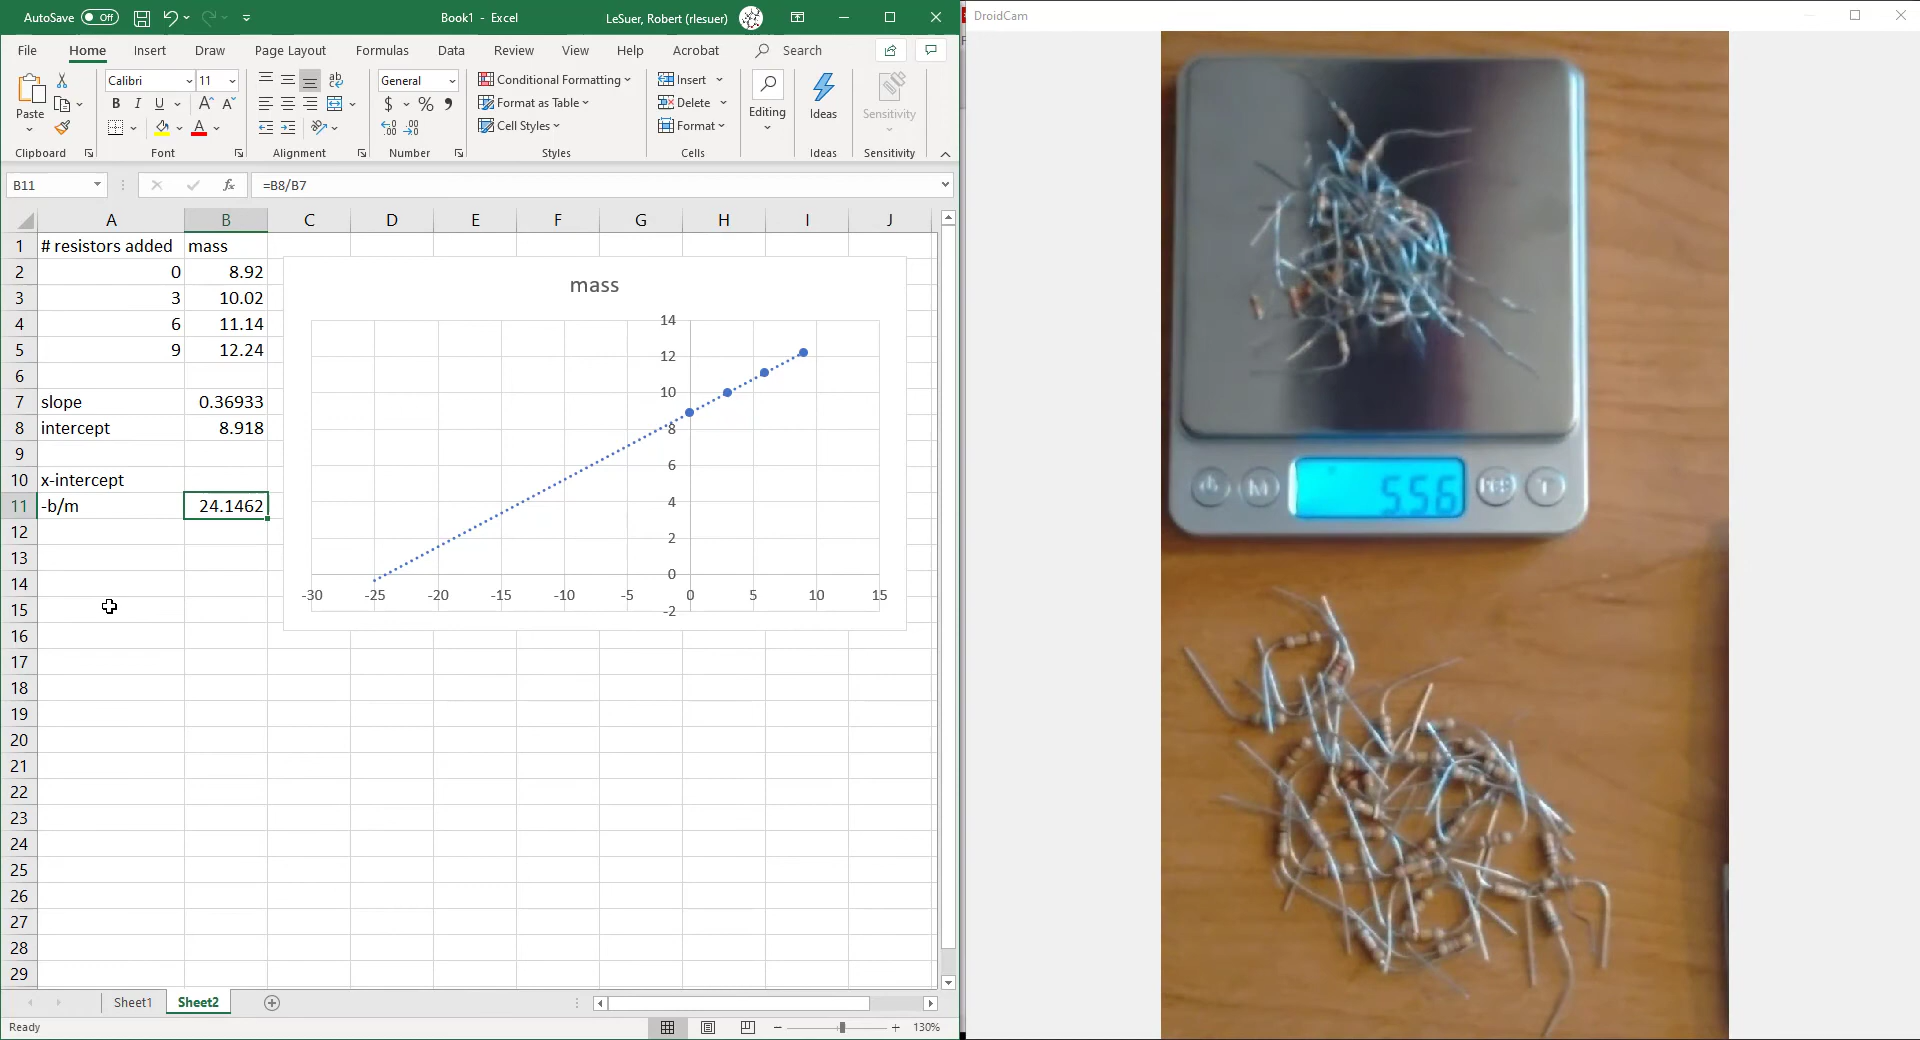 AutoSave Off Book1 - Excel LeSuer, Robert (rlesuer)
File Home Insert Draw Page Layout Formulas Data Review View Help Acrobat Search
Paste
Calibri 11
B I U A A A
ab
General
$ % 9
Conditional Formatting
Format as Table
Cell Styles
Insert
Delete
Format
Editing
Ideas
Sensitivity
Clipboard Font Alignment Number Styles Cells Ideas Sensitivity
B11 fx =B8/B7
A B C D E F G H I J
1 # resistors added mass
2 0 8.92
3 3 10.02
4 6 11.14
5 9 12.24
6
7 slope 0.36933
8 intercept 8.918
9
10 x-intercept
11 -b/m 24.1462
12
13
14
15
16
17
18
19
20
21
22
23
24
25
26
27
28
29
mass
14
12
10
8
6
4
2
0
-30 -25 -20 -15 -10 -5 0 5 10 15
-2
Sheet1 Sheet2
Ready 130%
DroidCam
M 5.56 PCS T